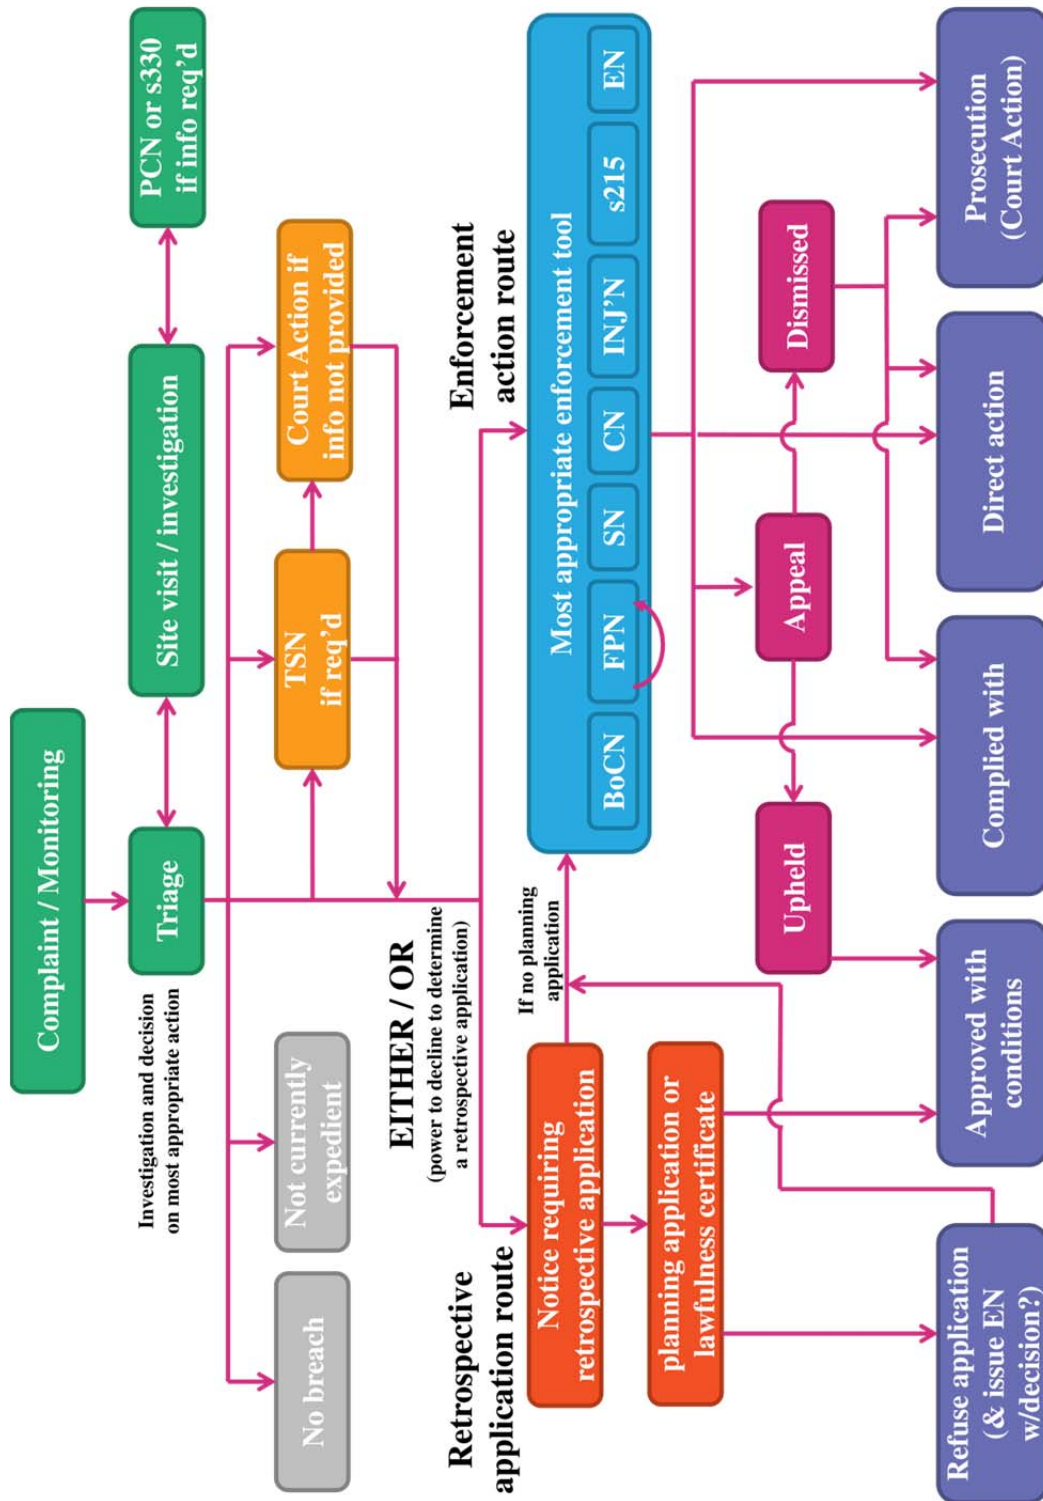 Complaint / Monitoring
Triage
Site visit / investigation
PCN or s330
if info req’d
Investigation and decision
on most appropriate action
No breach
Not currently
expedient
TSN
if req’d
Court Action if
info not provided
EITHER / OR
(power to decline to determine
a retrospective application)
Retrospective
application route
Enforcement
action route
Notice requiring
retrospective application
If no planning
application
Most appropriate enforcement tool
BoCN
FPN
SN
CN
INJ’N
s215
EN
planning application or
lawfulness certificate
Upheld
Appeal
Dismissed
Refuse application
(& issue EN
w/decision?)
Approved with
conditions
Complied with
Direct action
Prosecution
(Court Action)